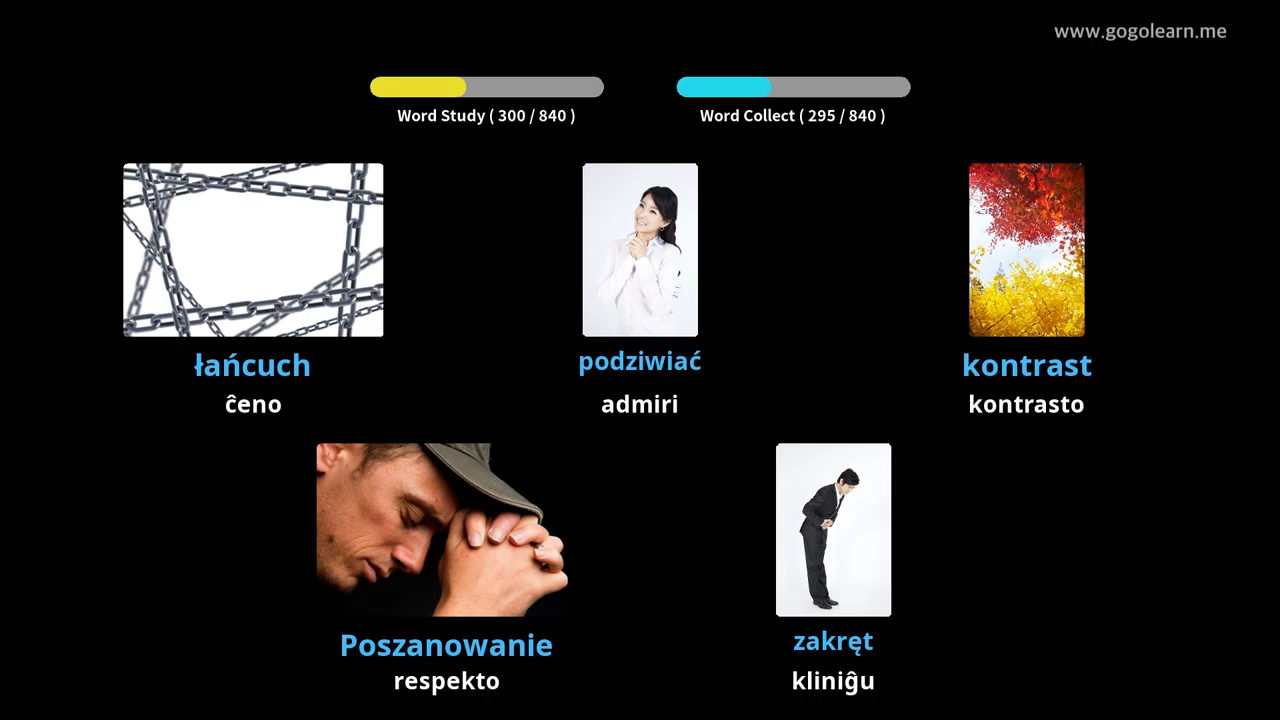 www.gogolearn.me
Word Study ( 300 / 840 )
Word Collect ( 295 / 840 )
łańcuch
ĉeno
podziwiać
admiri
kontrast
kontrasto
Poszanowanie
respekto
zakręt
kliniĝu